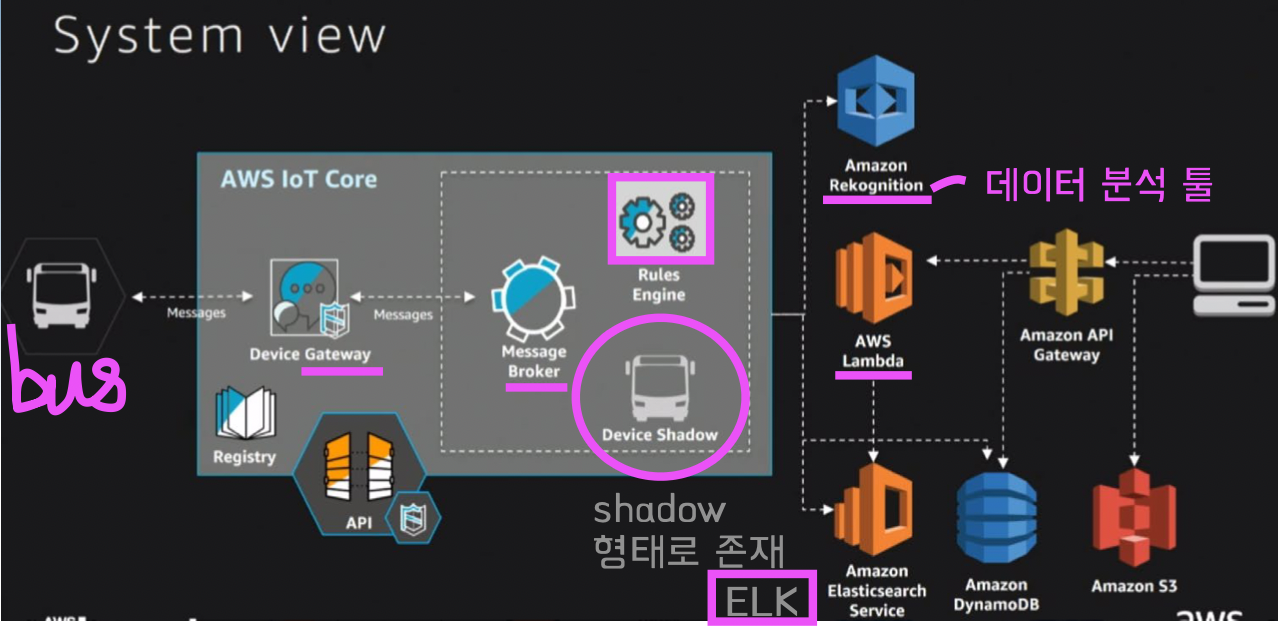 System view
AWS IoT Core
Amazon
Rekognition
데이터 분석 툴
Rules
Engine
Messages
Messages
Device Gateway
Message
Broker
bus
AWS
Lambda
Amazon API
Gateway
Registry
Device Shadow
API
shadow
형태로 존재
ELK
Amazon
Elasticsearch
Service
Amazon
DynamoDB
Amazon S3
aws